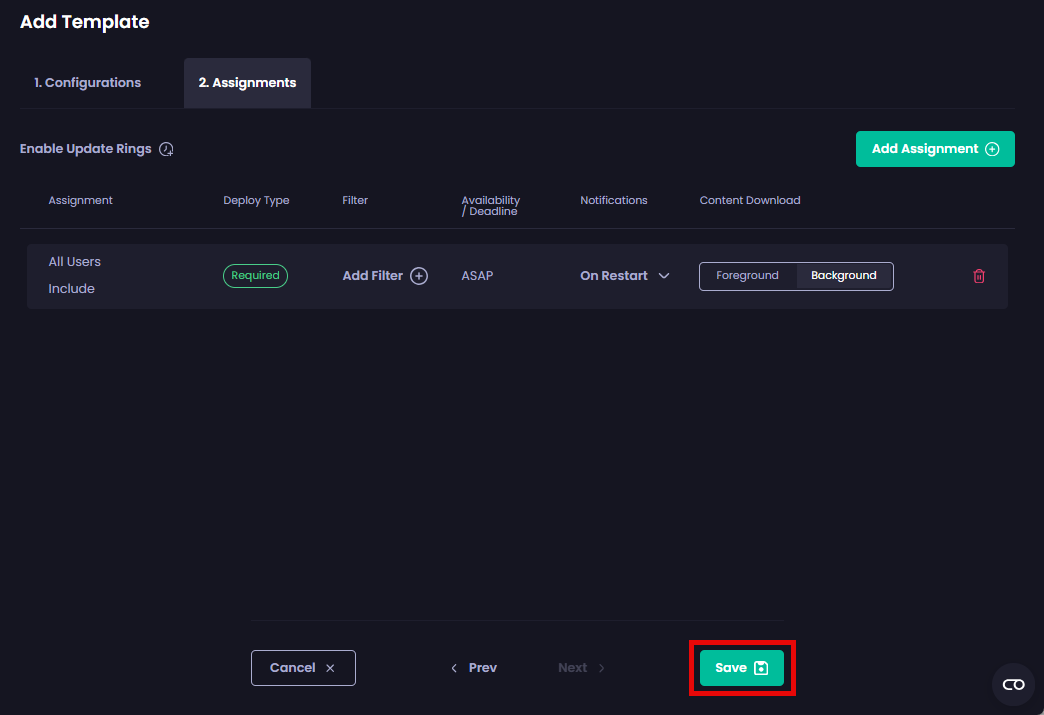 Add Template
1. Configurations
2. Assignments
Enable Update Rings
Add Assignment
Assignment
Deploy Type
Filter
Availability
/ Deadline
Notifications
Content Download
All Users
Include
Required
Add Filter
ASAP
On Restart
Foreground
Background
Cancel
Prev
Next
Save